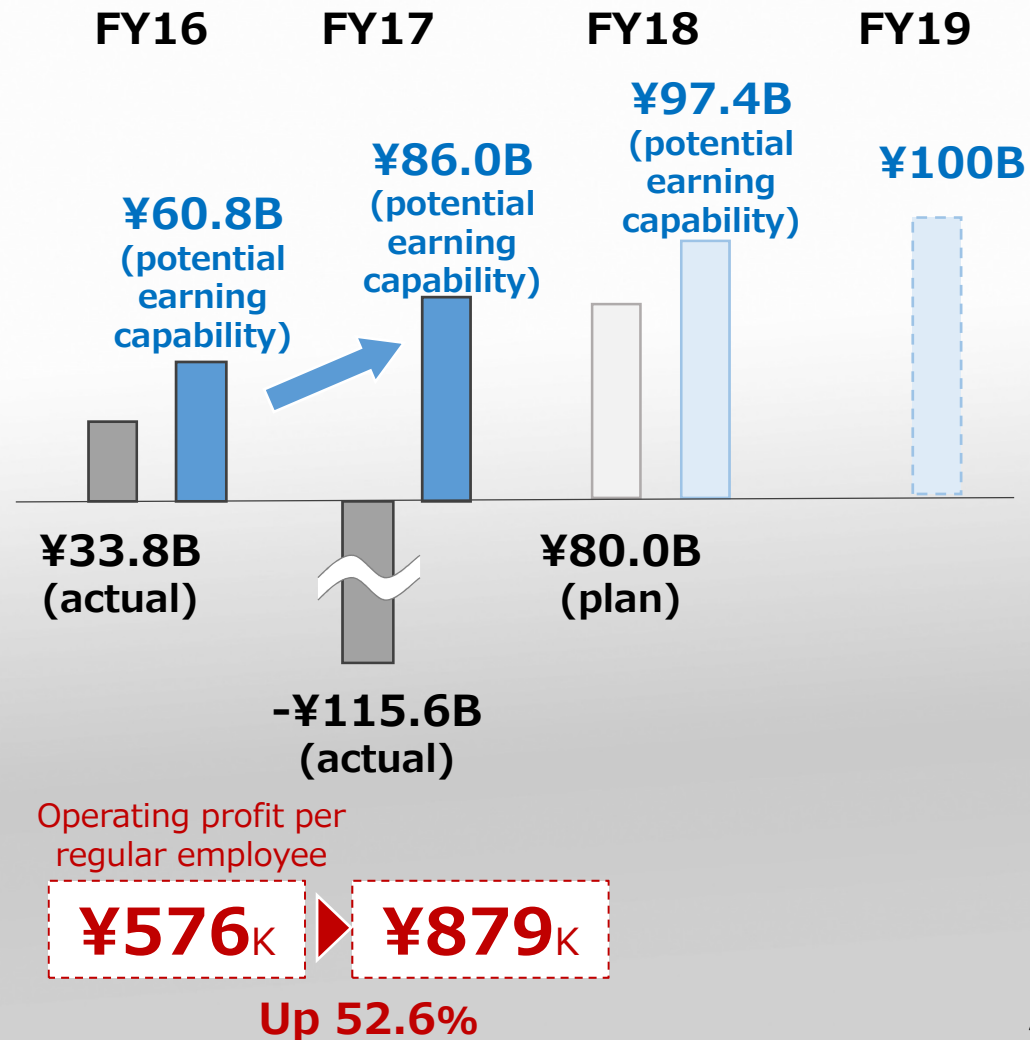 FY16 FY17 FY18 FY19
¥60.8B
(potential
earning
capability)
¥86.0B
(potential
earning
capability)
¥97.4B
(potential
earning
capability)
¥100B
¥33.8B
(actual)
-¥115.6B
(actual)
¥80.0B
(plan)
Operating profit per
regular employee
¥576K ¥879K
Up 52.6%